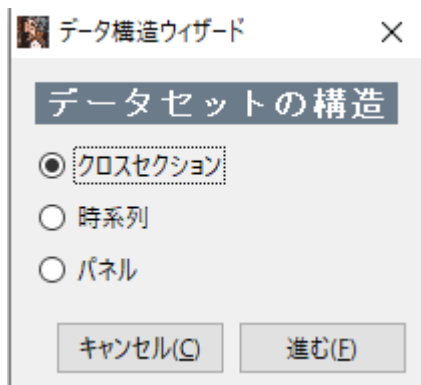 データ構造ウィザード
データセットの構造
クロスセクション
時系列
パネル
キャンセル(C)
進む(F)